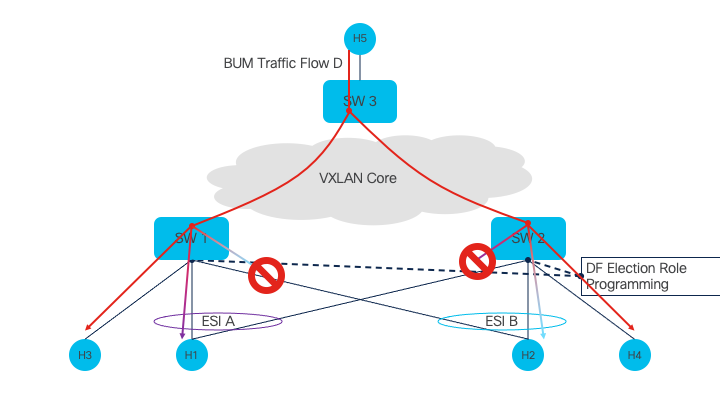 H5
BUM Traffic Flow D
SW 3
VXLAN Core
SW 1
SW 2
DF Election Role
Programming
ESI A
ESI B
H3
H1
H2
H4